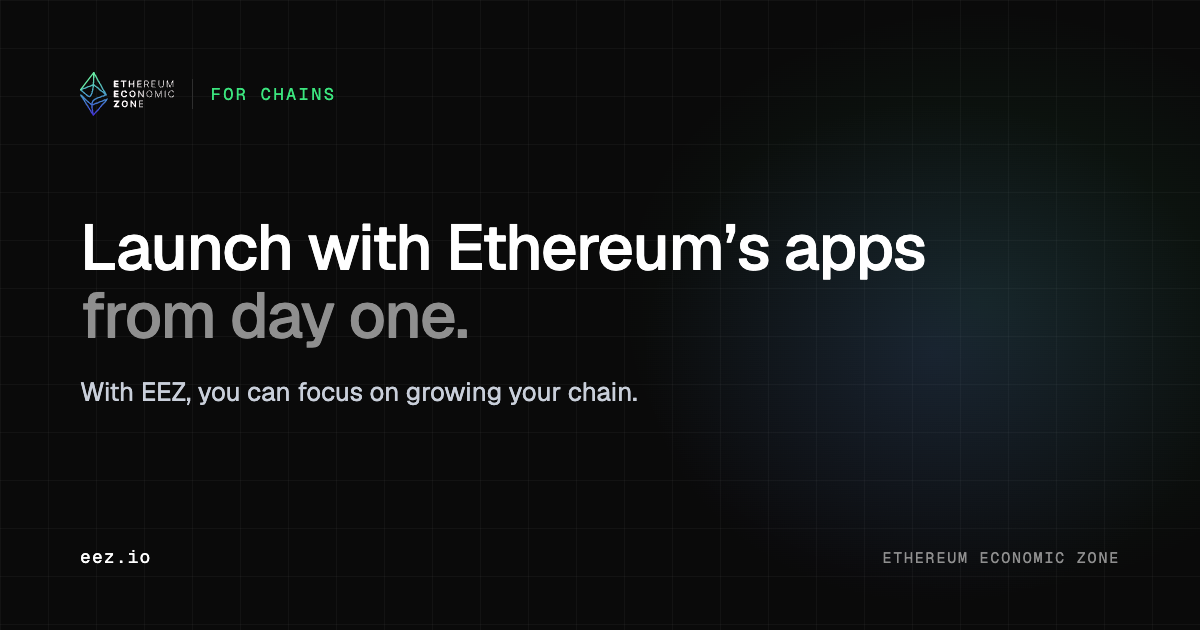 ETHEREUM
ECONOMIC
ZONE
FOR CHAINS
Launch with Ethereum’s apps
from day one.
With EEZ, you can focus on growing your chain.
eez.io
ETHEREUM ECONOMIC ZONE